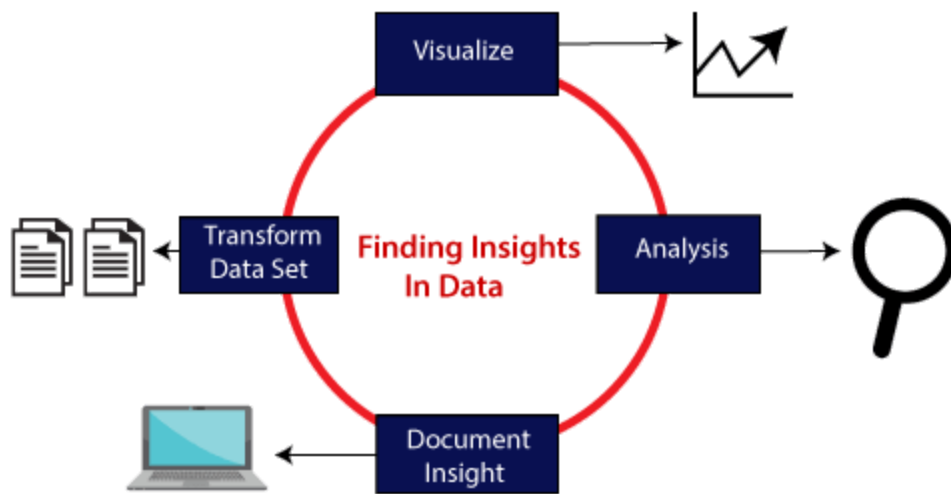 Visualize
Transform
Data Set
Finding Insights
In Data
Analysis
Document
Insight